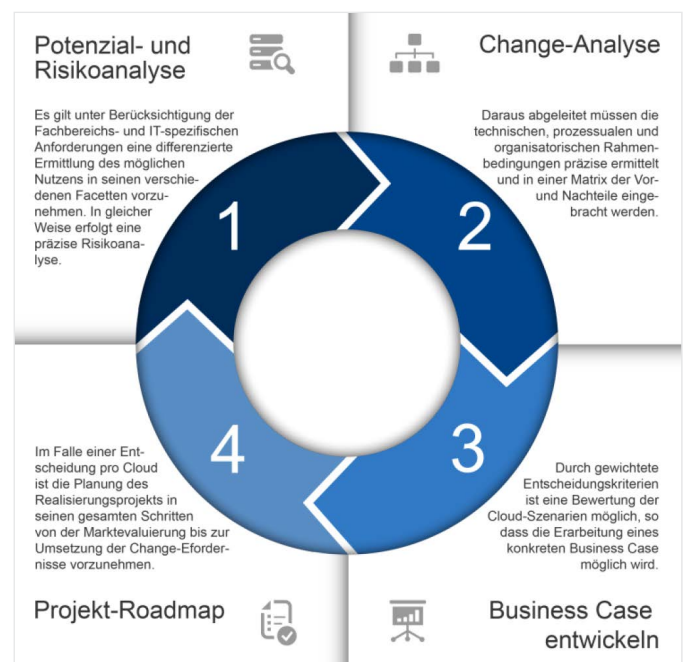 Potenzial- und
Risikoanalyse
Es gilt unter Berücksichtigung der
Fachbereichs- und IT-spezifischen
Anforderungen eine differenzierte
Ermittlung des möglichen
Nutzens in seinen verschie-
denen Facetten vorzu-
nehmen. In gleicher
Weise erfolgt eine
präzise Risikoana-
lyse.
1
Change-Analyse
Daraus abgeleitet müssen die
technischen, prozessualen und
organisatorischen Rahmen-
bedingungen präzise ermittelt
und in einer Matrix der Vor-
und Nachteile einge-
bracht werden.
2
3
Durch gewichtete
Entscheidungskriterien
ist eine Bewertung der
Cloud-Szenarien möglich, so
dass die Erarbeitung eines
konkreten Business Case
möglich wird.
Business Case
entwickeln
4
Im Falle einer Ent-
scheidung pro Cloud
ist die Planung des
Realisierungsprojekts in
seinen gesamten Schritten
von der Marktevaluierung bis zur
Umsetzung der Change-Eforder-
nisse vorzunehmen.
Projekt-Roadmap